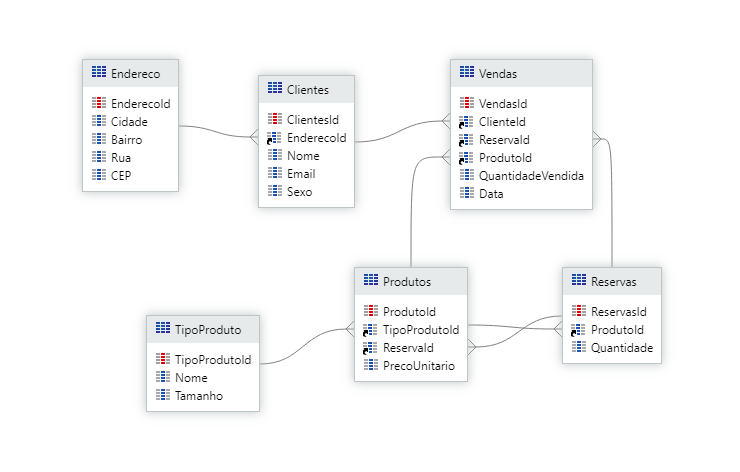 Endereco
EnderecoId
Cidade
Bairro
Rua
CEP
Clientes
ClientesId
EnderecoId
Nome
Email
Sexo
Vendas
VendasId
ClienteId
ReservaId
ProdutoId
QuantidadeVendida
Data
TipoProduto
TipoProdutoId
Nome
Tamanho
Produtos
ProdutoId
TipoProdutoId
ReservaId
PrecoUnitario
Reservas
ReservasId
ProdutoId
Quantidade